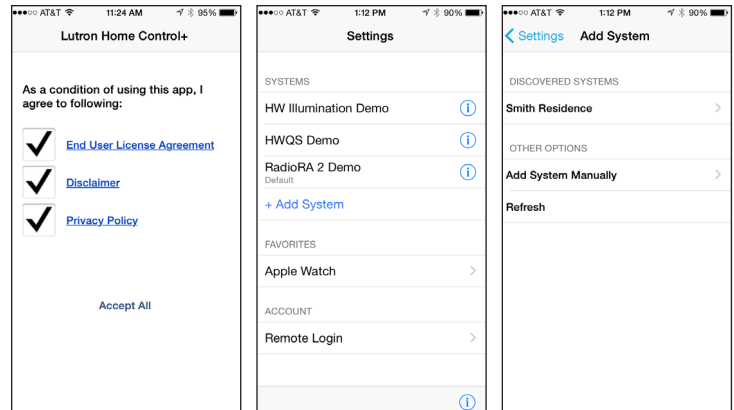 AT&T 11:24 AM 95%
Lutron Home Control+
As a condition of using this app, I
agree to following:
End User License Agreement
Disclaimer
Privacy Policy
Accept All
AT&T 1:12 PM 90%
Settings
SYSTEMS
HW Illumination Demo
HWQS Demo
RadioRA 2 Demo
Default
+ Add System
FAVORITES
Apple Watch
ACCOUNT
Remote Login
AT&T 1:12 PM 90%
Settings Add System
DISCOVERED SYSTEMS
Smith Residence
OTHER OPTIONS
Add System Manually
Refresh